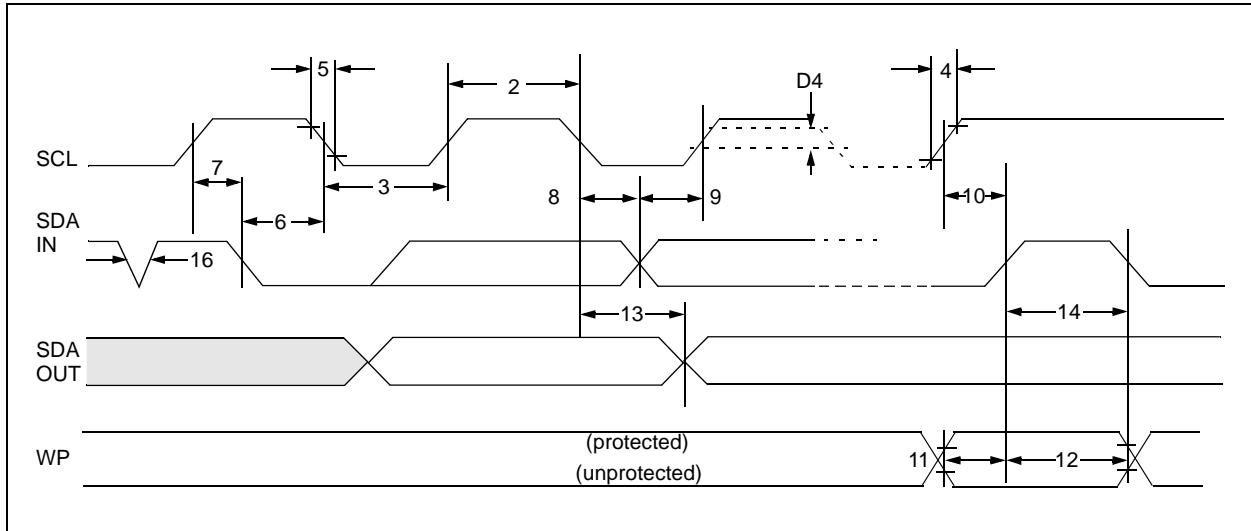 5
2
D4
4
SCL
7
3
8
9
10
6
SDA
IN
16
13
14
SDA
OUT
(protected)
WP
11
12
(unprotected)